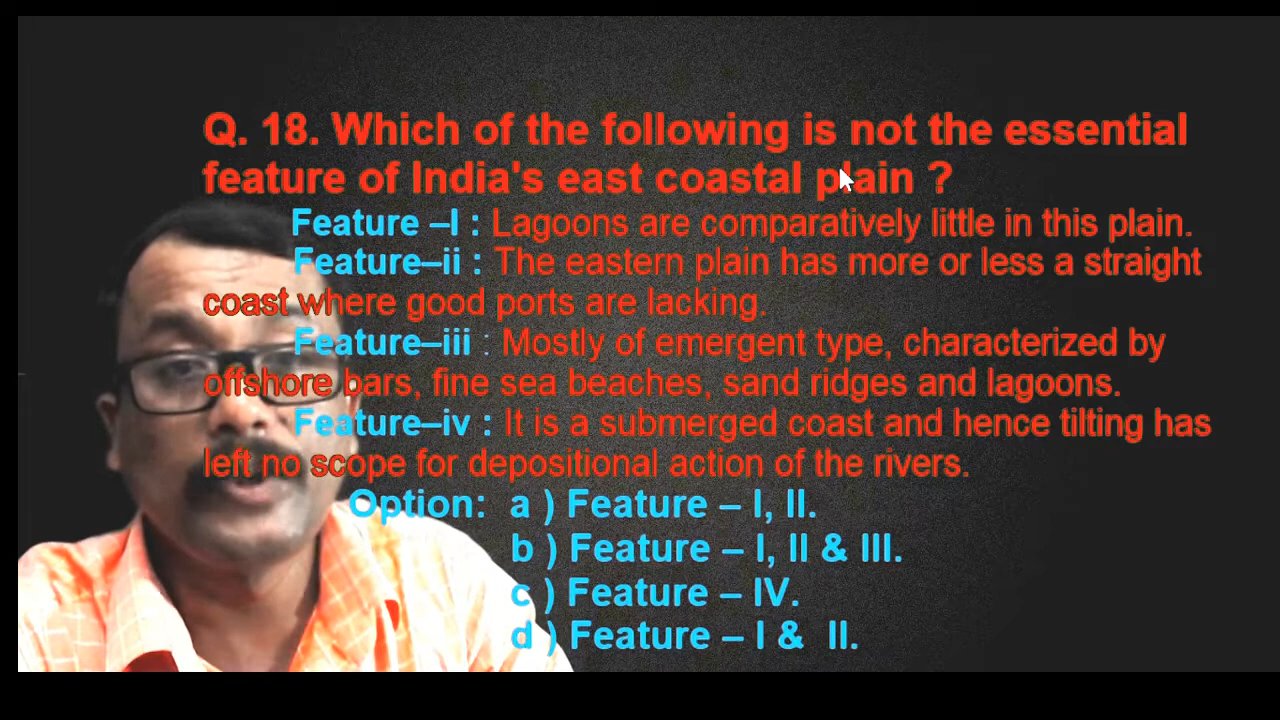 Q. 18. Which of the following is not the essential
feature of India's east coastal plain ?
Feature –I : Lagoons are comparatively little in this plain.
Feature–ii : The eastern plain has more or less a straight
coast where good ports are lacking.
Feature–iii : Mostly of emergent type, characterized by
offshore bars, fine sea beaches, sand ridges and lagoons.
Feature–iv : It is a submerged coast and hence tilting has
left no scope for depositional action of the rivers.
Option: a ) Feature – I, II.
b ) Feature – I, II & III.
c ) Feature – IV.
d ) Feature – I & II.